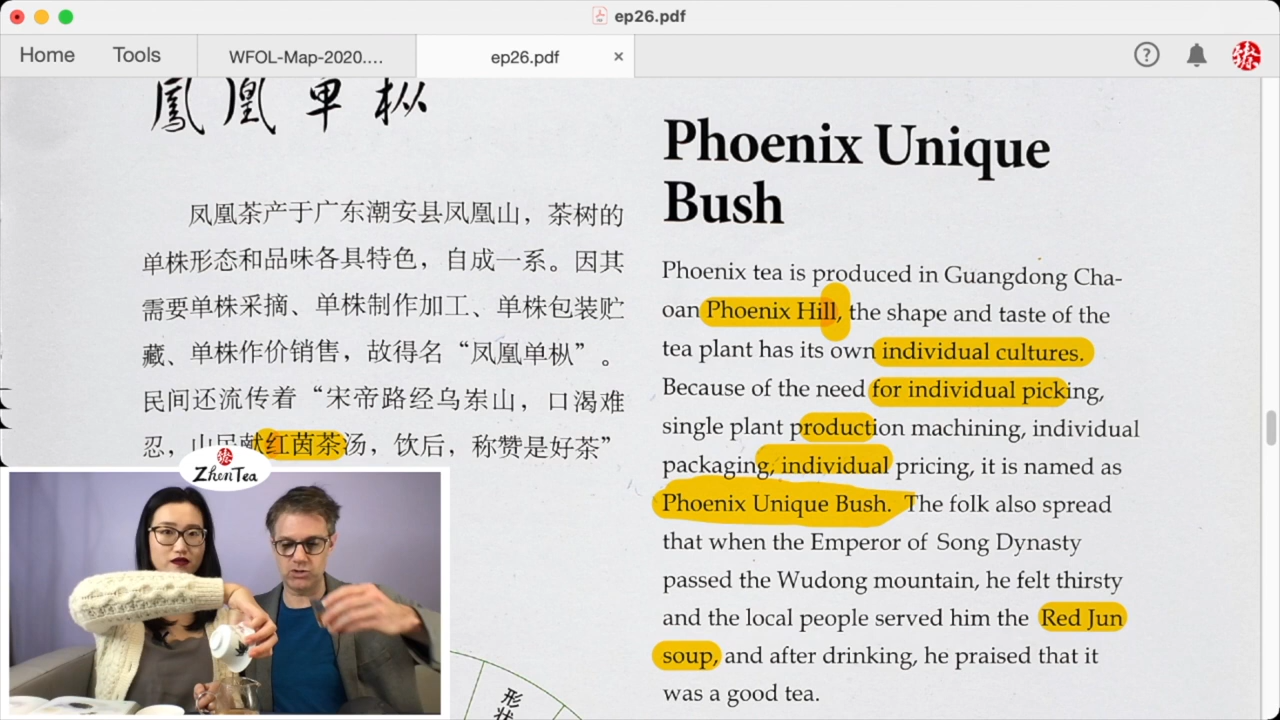 ep26.pdf
Home
Tools
WFOL-Map-2020....
ep26.pdf
鳳凰单枞
凤凰茶产于广东潮安县凤凰山，茶树的
单株形态和品味各具特色，自成一系。因其
需要单株采摘、单株制作加工、单株包装贮
藏、单株作价销售，故得名“凤凰单枞”。
民间还流传着“宋帝路经乌岽山，口渴难
忍，山民献红茵茶汤，饮后，称赞是好茶”
Phoenix Unique
Bush
Phoenix tea is produced in Guangdong Cha-
oan Phoenix Hill, the shape and taste of the
tea plant has its own individual cultures.
Because of the need for individual picking,
single plant production machining, individual
packaging, individual pricing, it is named as
Phoenix Unique Bush. The folk also spread
that when the Emperor of Song Dynasty
passed the Wudong mountain, he felt thirsty
and the local people served him the Red Jun
soup, and after drinking, he praised that it
was a good tea.
ZhenTea
形状